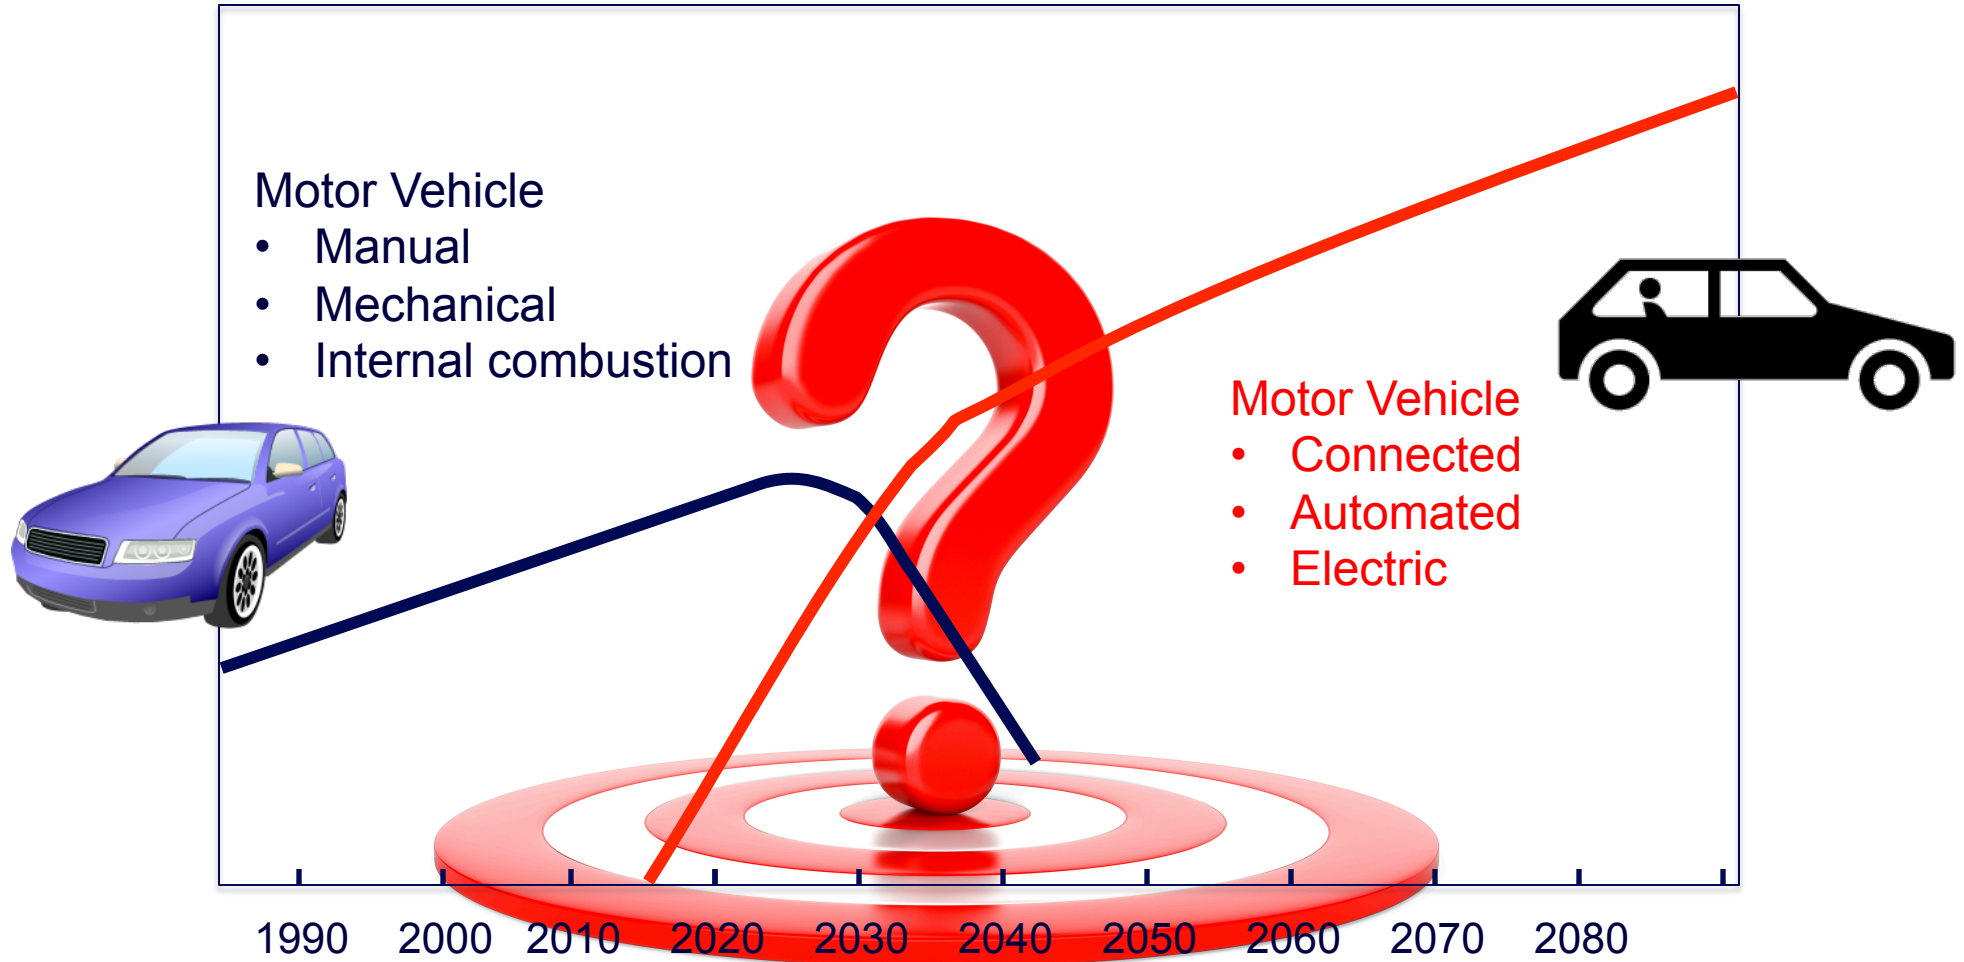 Motor Vehicle
• Manual
• Mechanical
• Internal combustion
Motor Vehicle
• Connected
• Automated
• Electric
1990 2000 2010 2020 2030 2040 2050 2060 2070 2080